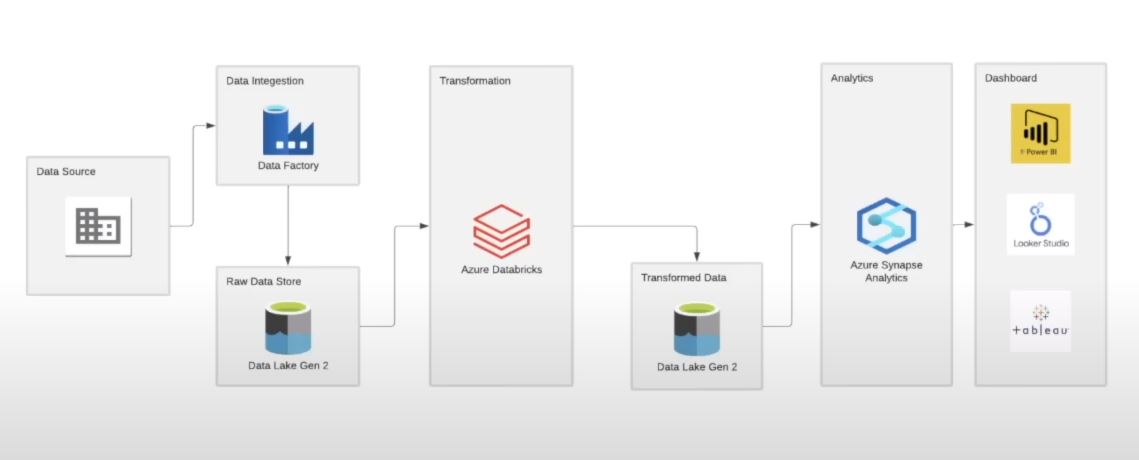 Data Source
Data Integestion
Data Factory
Raw Data Store
Data Lake Gen 2
Transformation
Azure Databricks
Transformed Data
Data Lake Gen 2
Analytics
Azure Synapse
Analytics
Dashboard
Power BI
Looker Studio
+ableau